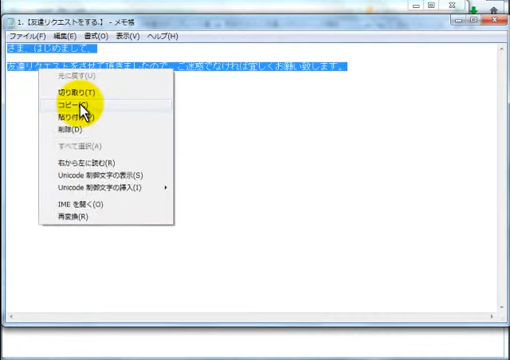 1. 【友達リクエストをする.】 - メモ帳
ファイル(F) 編集(E) 書式(O) 表示(V) ヘルプ(H)
さま、はじめまして。
友達リクエストをさせて頂きましたので、ご迷惑でなければ宜しくお願い致します。
元に戻す(U)
切り取り(T)
コピー(C)
貼り付け(P)
削除(D)
すべて選択(A)
右から左に読む(R)
Unicode 制御文字の表示(S)
Unicode 制御文字の挿入(I)
IME を開く(O)
再変換(R)